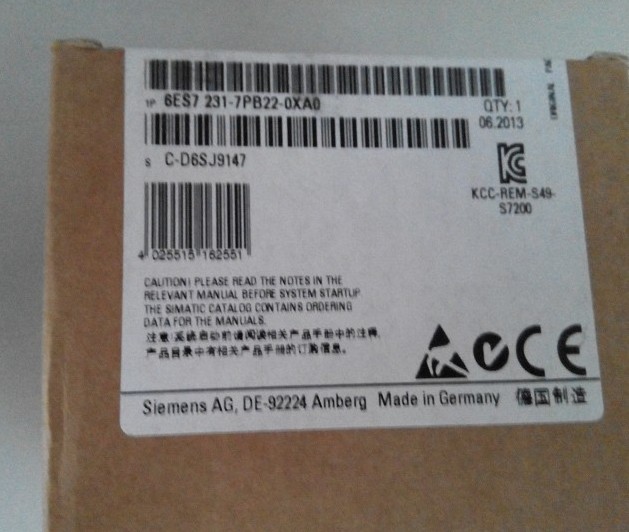 1P 6ES7 231-7PB22-0XA0
QTY: 1
06.2013
S C-D6SJ9147
KCC-REM-S49-
S7200
4 025515 162551
CAUTION! PLEASE READ THE NOTES IN THE
RELEVANT MANUAL BEFORE SYSTEM STARTUP.
THE SIMATIC CATALOG CONTAINS ORDERING
DATA FOR THE MANUALS.
注意:系统启动前请阅读相关产品手册中的注释,
产品目录中有相关产品手册的订购信息。
CE
Siemens AG, DE-92224 Amberg Made in Germany 德国制造
ORIGINAL